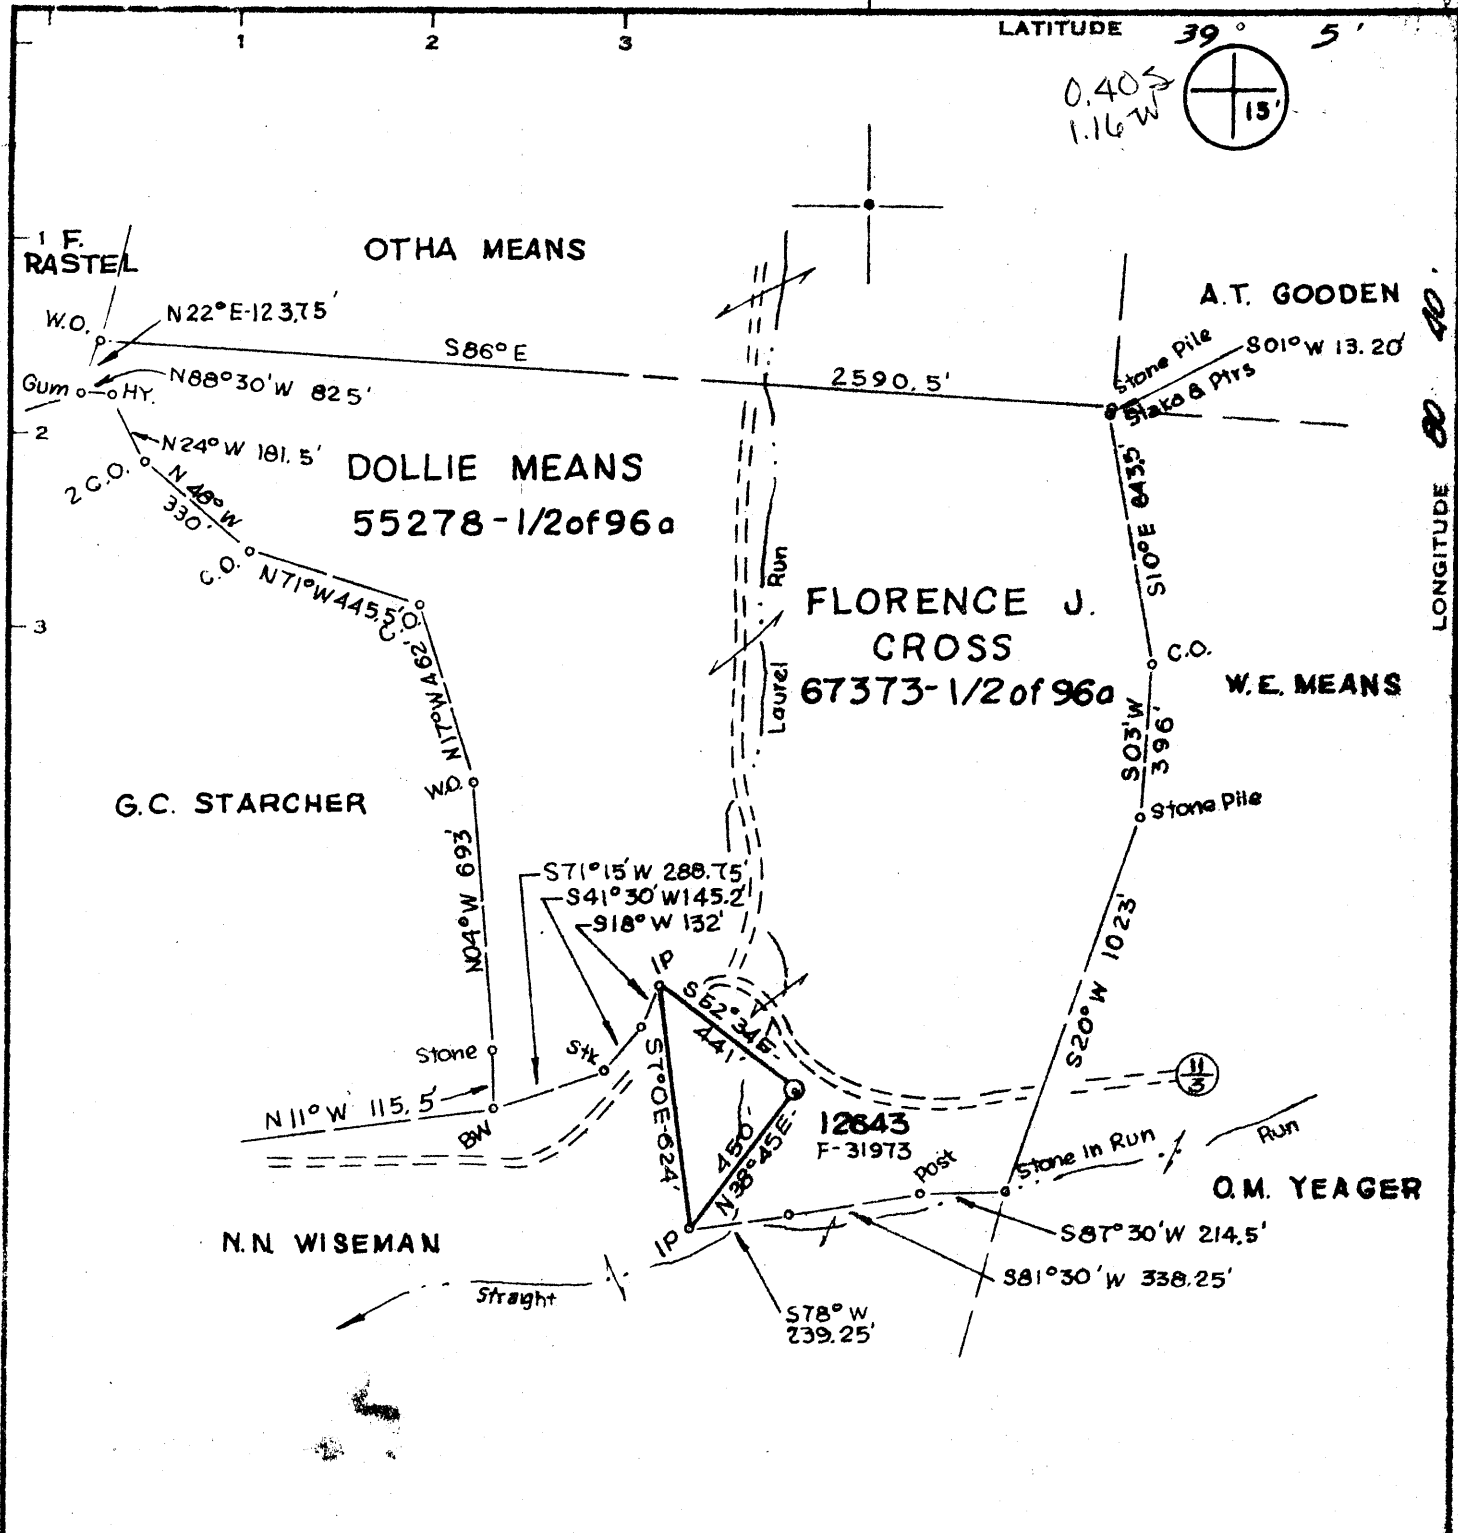 1 2 3 LATITUDE 39° 5'
0.40S
1.16W
15'
1 F.
RASTEL
OTHA MEANS
A.T. GOODEN
W.O.
N22°E-123.75'
S86°E
2590.5'
Stone Pile
S01°W 13.20'
Stake & Ptrs
Gum
HY.
N88°30'W 825'
2
N24°W 181.5'
2 C.O.
N 48°W
330'
DOLLIE MEANS
55278-1/2of96a
LONGITUDE 80 40'
S10°E 643.5'
C.O.
N71°W445.5'
C.O.
Laurel Run
3
FLORENCE J.
CROSS
67373-1/2of96a
C.O.
W.E. MEANS
N17°W462'
W.O.
S03'W
396'
Stone Pile
G.C. STARCHER
N04°W 693'
S71°15'W 288.75'
S41°30'W145.2'
S18°W 132'
S20°W 1023'
IP
S52°34E-
441'
Stone
Stk
S7°0E-624'
11
3
N11°W 115.5'
BW
450'
N38°45E-
12643
F-31973
Post
Stone in Run
Run
O.M. YEAGER
N.N. WISEMAN
IP
S87°30'W 214.5'
S81°30'W 338.25'
Straight
S78°W
239.25'